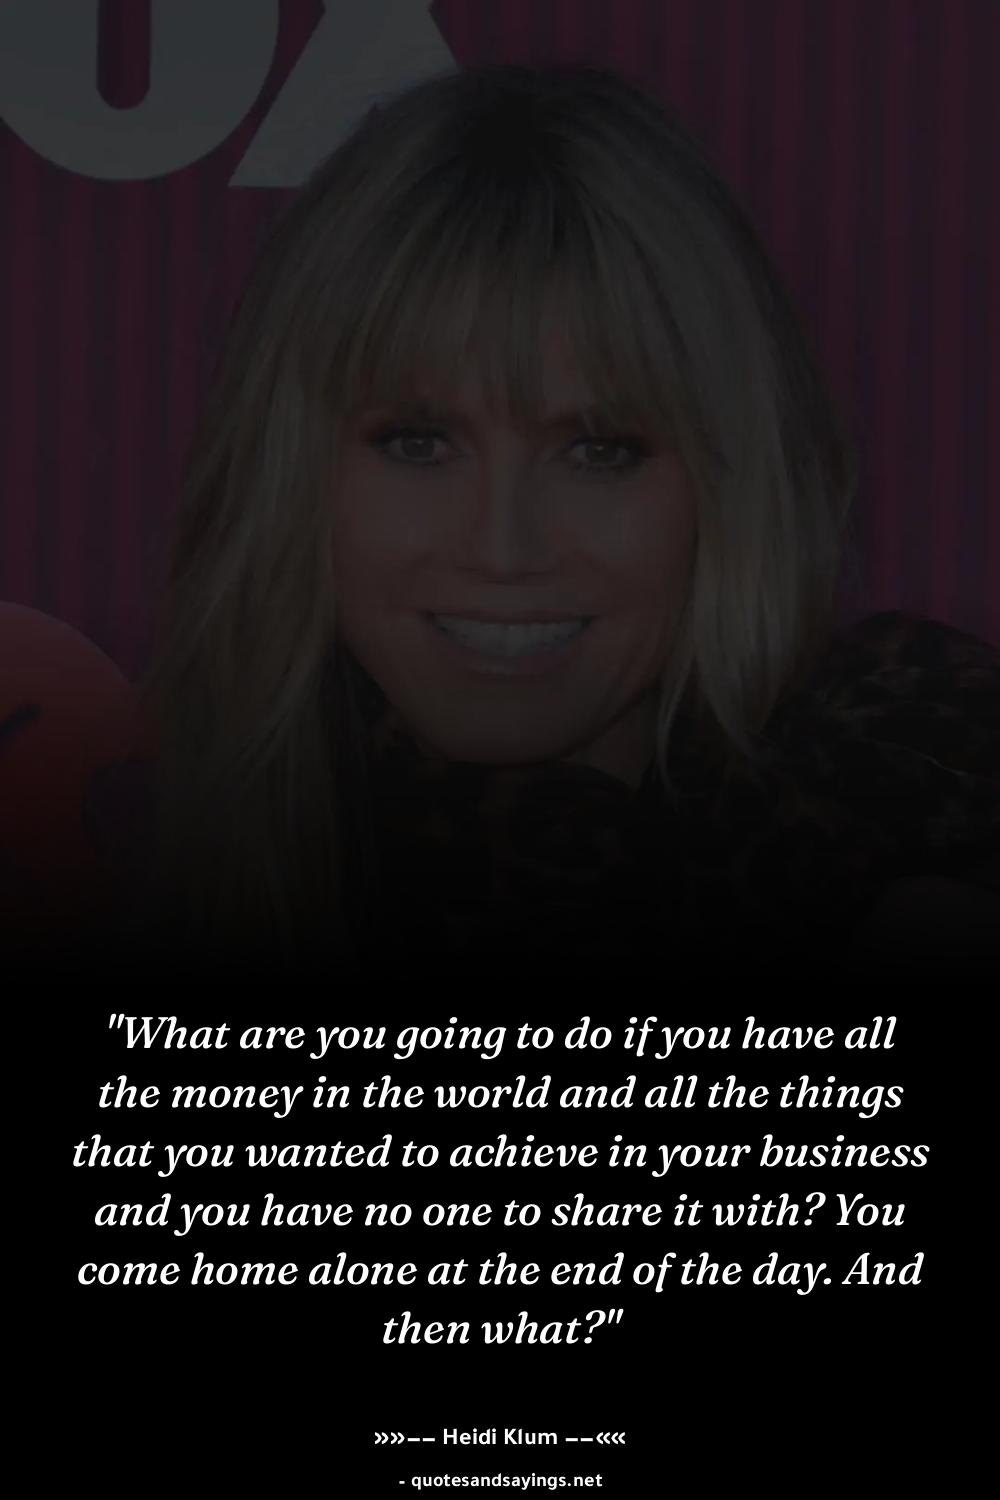 OX
"What are you going to do if you have all
the money in the world and all the things
that you wanted to achieve in your business
and you have no one to share it with? You
come home alone at the end of the day. And
then what?"
»»−− Heidi Klum −−««
- quotesandsayings.net